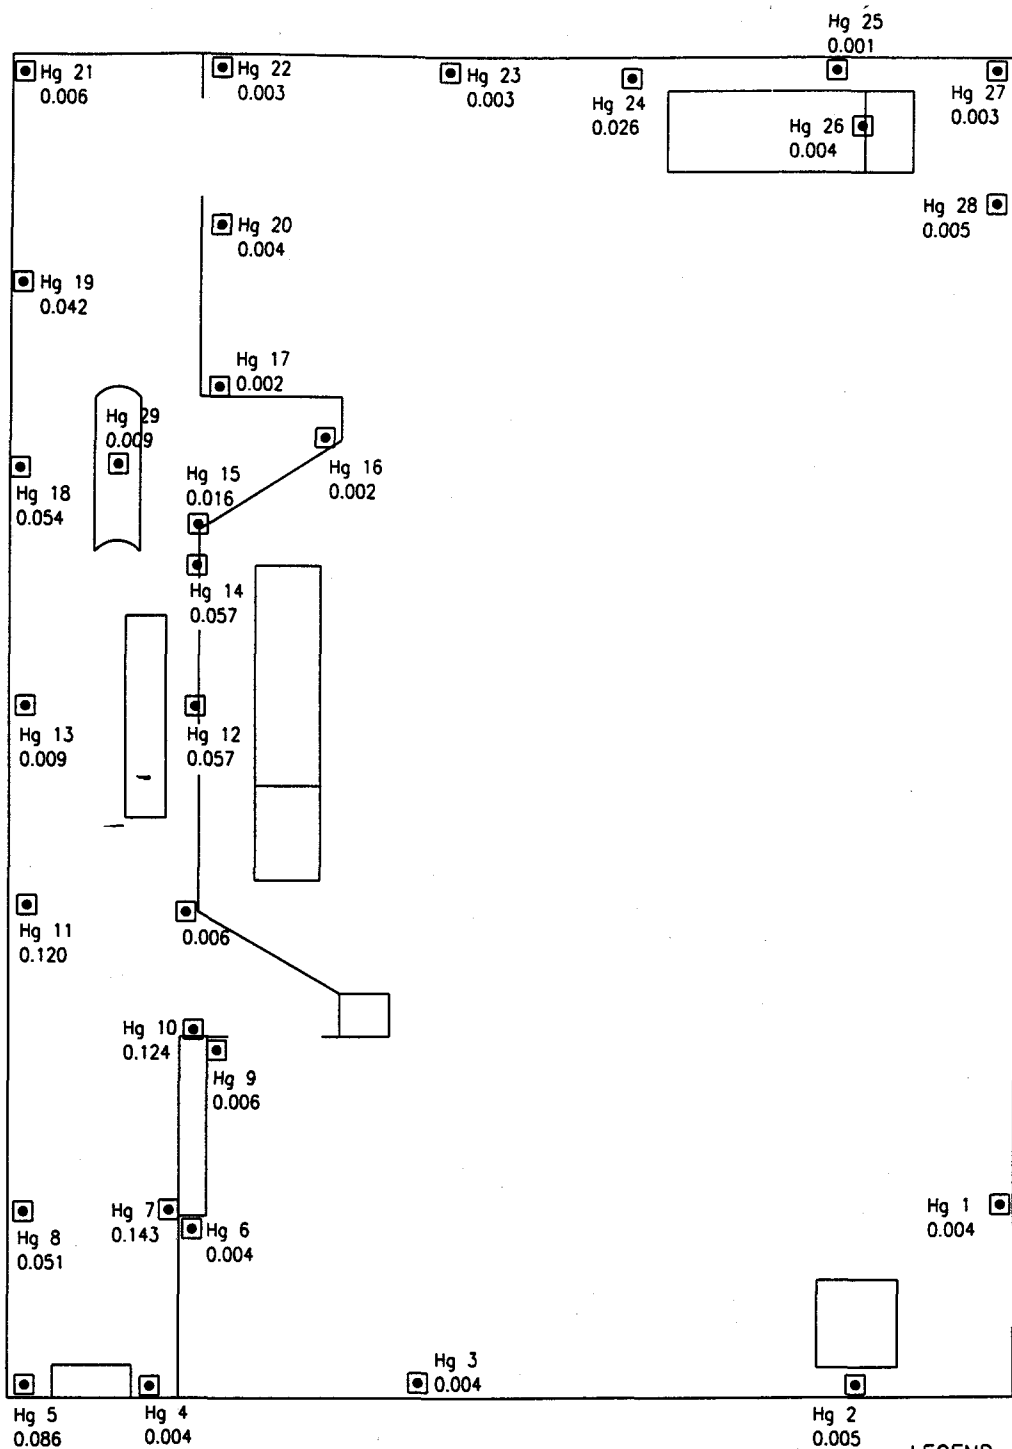 Hg 25
0.001
Hg 21
0.006
Hg 22
0.003
Hg 23
0.003
Hg 24
0.026
Hg 27
0.003
Hg 26
0.004
Hg 28
0.005
Hg 20
0.004
Hg 19
0.042
Hg 17
0.002
Hg 29
0.009
Hg 18
0.054
Hg 15
0.016
Hg 16
0.002
Hg 14
0.057
Hg 13
0.009
Hg 12
0.057
Hg 11
0.120
0.006
Hg 10
0.124
Hg 9
0.006
Hg 8
0.051
Hg 7
0.143
Hg 6
0.004
Hg 1
0.004
Hg 3
0.004
Hg 5
0.086
Hg 4
0.004
Hg 2
0.005
LEGEND